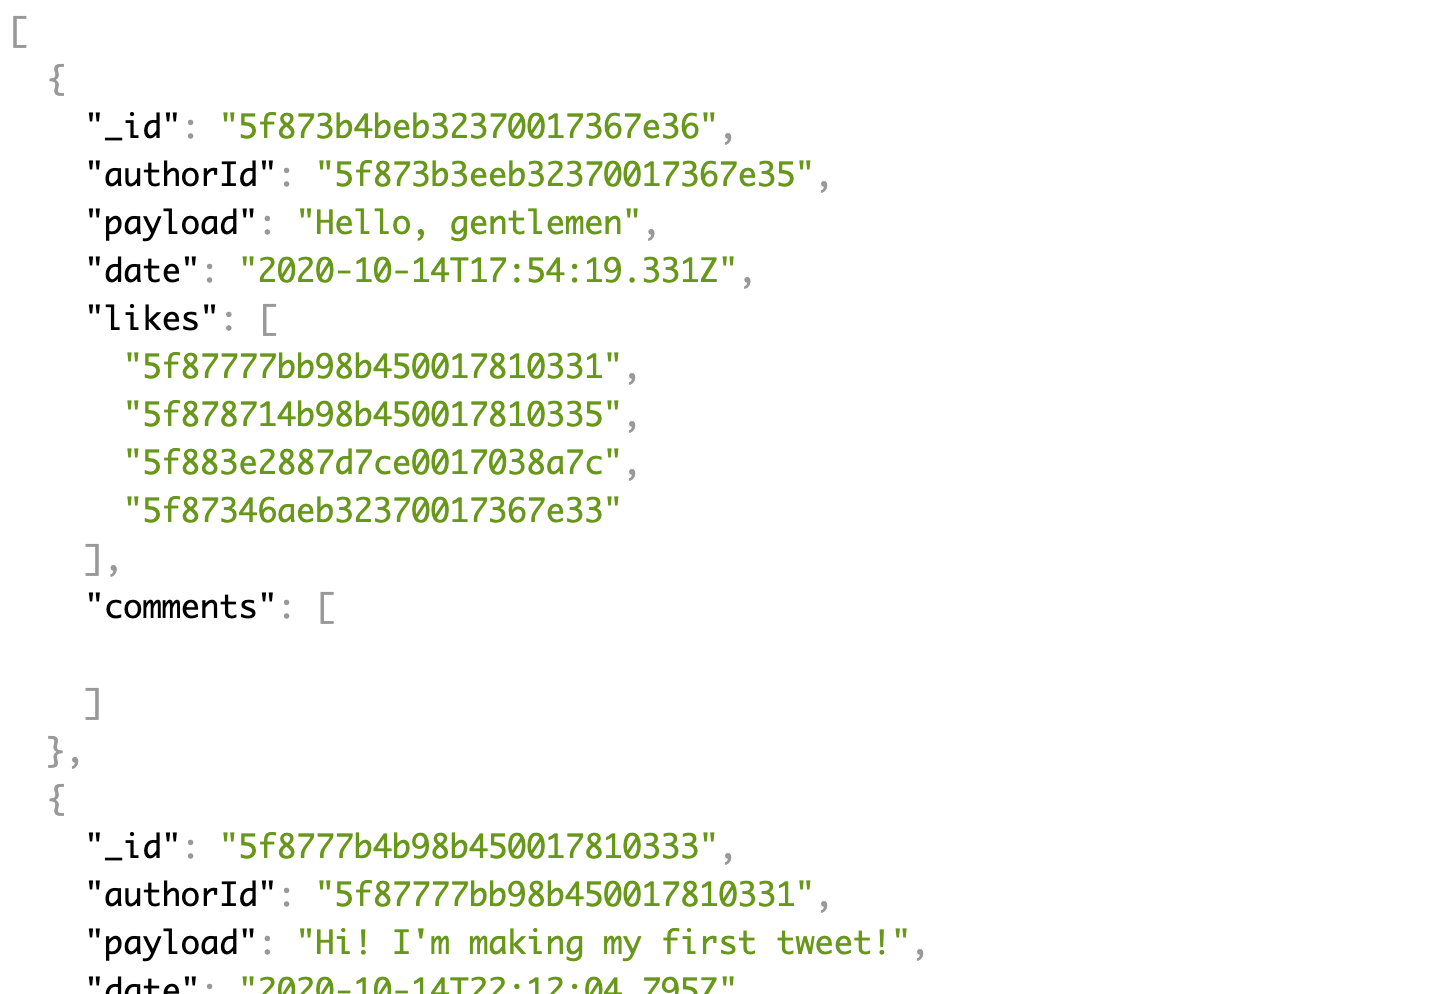 [
  {
    "_id": "5f873b4beb32370017367e36",
    "authorId": "5f873b3eeb32370017367e35",
    "payload": "Hello, gentlemen",
    "date": "2020-10-14T17:54:19.331Z",
    "likes": [
      "5f87777bb98b450017810331",
      "5f878714b98b450017810335",
      "5f883e2887d7ce0017038a7c",
      "5f87346aeb32370017367e33"
    ],
    "comments": [

    ]
  },
  {
    "_id": "5f8777b4b98b450017810333",
    "authorId": "5f87777bb98b450017810331",
    "payload": "Hi! I'm making my first tweet!",
    "date": "2020-10-14T22:12:04.795Z"